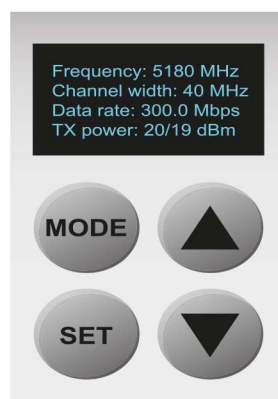 Frequency: 5180 MHz
Channel width: 40 MHz
Data rate: 300.0 Mbps
TX power: 20/19 dBm
MODE
SET